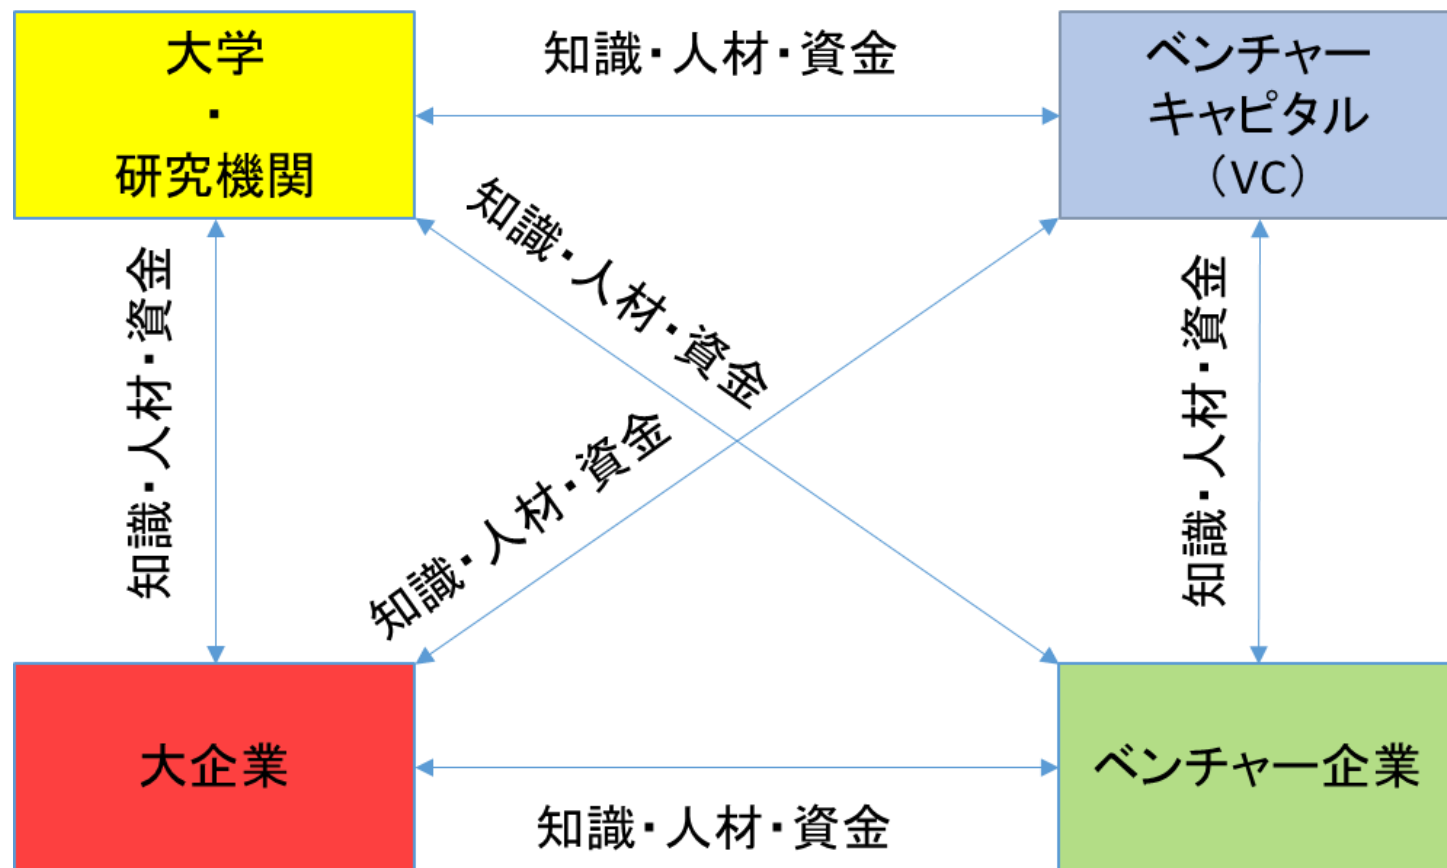 大学
・
研究機関
知識・人材・資金
ベンチャー
キャピタル
（VC）
知識・人材・資金
知識・人材・資金
知識・人材・資金
知識・人材・資金
大企業
知識・人材・資金
ベンチャー企業